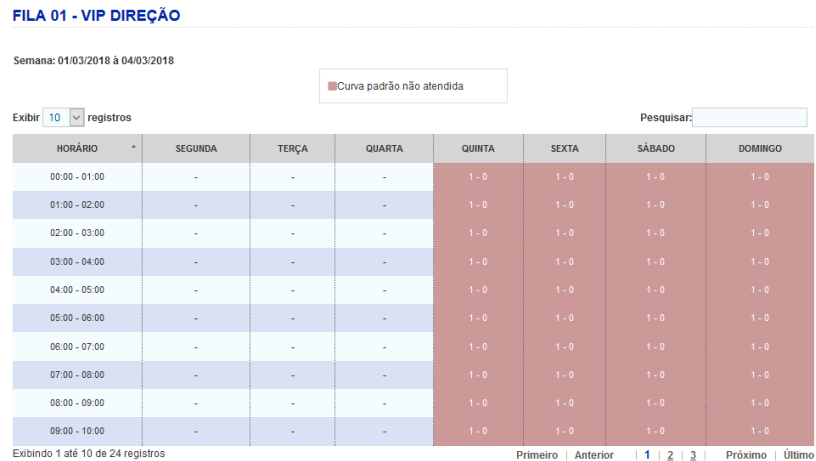 FILA 01 - VIP DIREÇÃO
Semana: 01/03/2018 à 04/03/2018
Curva padrão não atendida
Exibir 10 registros Pesquisar:
HORÁRIO SEGUNDA TERÇA QUARTA QUINTA SEXTA SÁBADO DOMINGO
00:00 - 01:00 - - - 1 - 0 1 - 0 1 - 0 1 - 0
01:00 - 02:00 - - - 1 - 0 1 - 0 1 - 0 1 - 0
02:00 - 03:00 - - - 1 - 0 1 - 0 1 - 0 1 - 0
03:00 - 04:00 - - - 1 - 0 1 - 0 1 - 0 1 - 0
04:00 - 05:00 - - - 1 - 0 1 - 0 1 - 0 1 - 0
05:00 - 06:00 - - - 1 - 0 1 - 0 1 - 0 1 - 0
06:00 - 07:00 - - - 1 - 0 1 - 0 1 - 0 1 - 0
07:00 - 08:00 - - - 1 - 0 1 - 0 1 - 0 1 - 0
08:00 - 09:00 - - - 1 - 0 1 - 0 1 - 0 1 - 0
09:00 - 10:00 - - - 1 - 0 1 - 0 1 - 0 1 - 0
Exibindo 1 até 10 de 24 registros Primeiro | Anterior | 1 | 2 | 3 | Próximo | Último